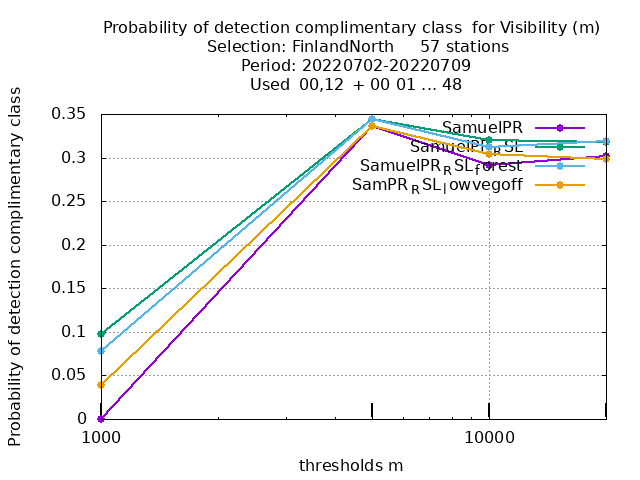 Probability of detection complimentary class for Visibility (m)
Selection: FinlandNorth 57 stations
Period: 20220702-20220709
Used 00,12 + 00 01 ... 48
Probability of detection complimentary class
0.35
0.3
0.25
0.2
0.15
0.1
0.05
0
SamuelPR
SamuelPR_RSL
SamuelPR_RSL_forest
SamPR_RSL_lowvegoff
1000
10000
thresholds m